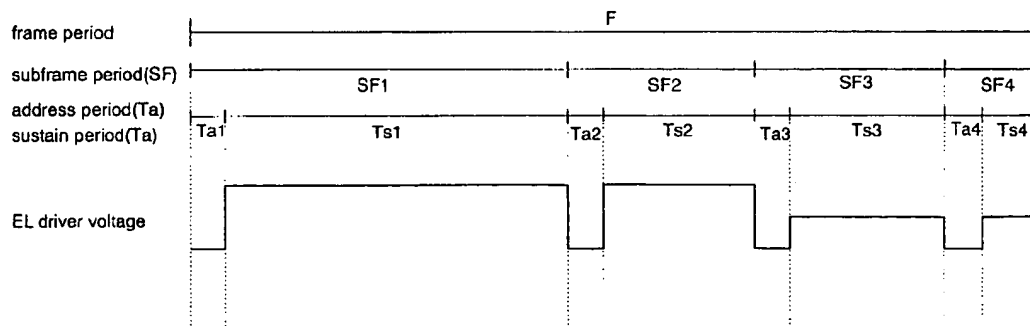 F
frame period
subframe period(SF)
SF1 SF2 SF3 SF4
address period(Ta)
sustain period(Ta)
Ta1 Ts1 Ta2 Ts2 Ta3 Ts3 Ta4 Ts4
EL driver voltage